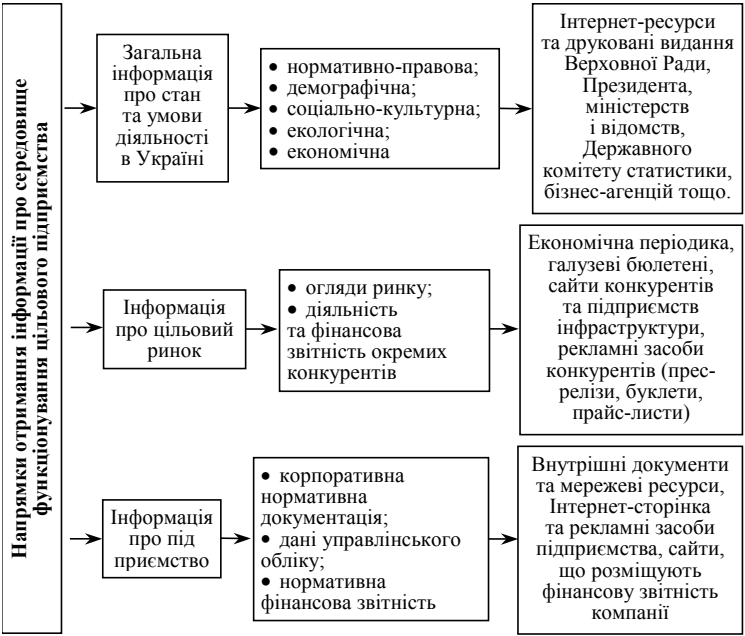 Напрямки отримання інформації про середовище
функціонування цільового підприємства
Загальна
інформація
про стан
та умови
діяльності
в Україні
• нормативно-правова;
• демографічна;
• соціально-культурна;
• екологічна;
• економічна
Інтернет-ресурси
та друковані видання
Верховної Ради,
Президента,
міністерств
і відомств,
Державного
комітету статистики,
бізнес-агенцій тощо.
Інформація
про цільовий
ринок
• огляди ринку;
• діяльність
та фінансова
звітність окремих
конкурентів
Економічна періодика,
галузеві бюлетені,
сайти конкурентів
та підприємств
інфраструктури,
рекламні засоби
конкурентів (прес-
релізи, буклети,
прайс-листи)
Інформація
про під
приємство
• корпоративна
нормативна
документація;
• дані управлінського
обліку;
• нормативна
фінансова звітність
Внутрішні документи
та мережеві ресурси,
Інтернет-сторінка
та рекламні засоби
підприємства, сайти,
що розміщують
фінансову звітність
компанії